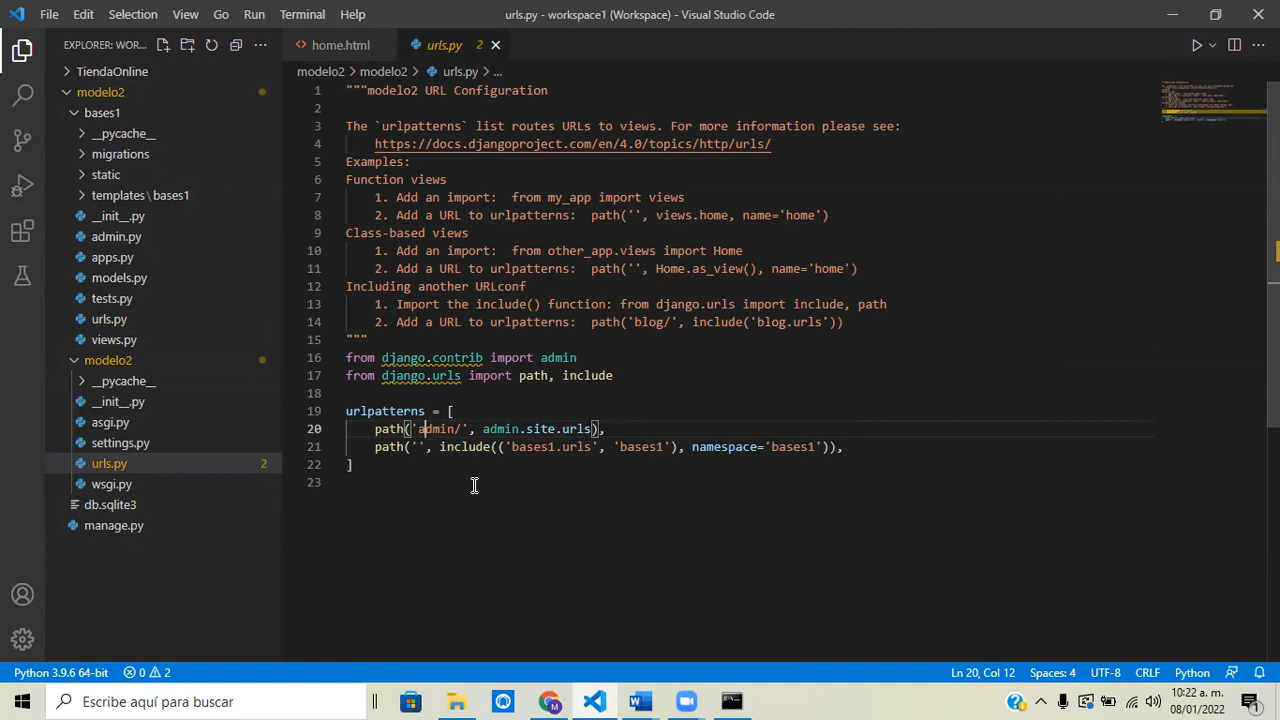 File Edit Selection View Go Run Terminal Help urls.py - workspace1 (Workspace) - Visual Studio Code
EXPLORER: WOR...
home.html urls.py 2
TiendaOnline
modelo2
bases1
__pycache__
migrations
static
templates\bases1
__init__.py
admin.py
apps.py
models.py
tests.py
urls.py
views.py
modelo2
__pycache__
__init__.py
asgi.py
settings.py
urls.py 2
wsgi.py
db.sqlite3
manage.py
modelo2 > modelo2 > urls.py > ...
1 """modelo2 URL Configuration
2
3 The `urlpatterns` list routes URLs to views. For more information please see:
4 https://docs.djangoproject.com/en/4.0/topics/http/urls/
5 Examples:
6 Function views
7 1. Add an import:  from my_app import views
8 2. Add a URL to urlpatterns:  path('', views.home, name='home')
9 Class-based views
10 1. Add an import:  from other_app.views import Home
11 2. Add a URL to urlpatterns:  path('', Home.as_view(), name='home')
12 Including another URLconf
13 1. Import the include() function: from django.urls import include, path
14 2. Add a URL to urlpatterns:  path('blog/', include('blog.urls'))
15 """
16 from django.contrib import admin
17 from django.urls import path, include
18
19 urlpatterns = [
20 path('admin/', admin.site.urls),
21 path('', include(('bases1.urls', 'bases1'), namespace='bases1')),
22 ]
23
Python 3.9.6 64-bit 0 2 Ln 20, Col 12 Spaces: 4 UTF-8 CRLF Python
Escribe aquí para buscar
10:22 a. m.
08/01/2022